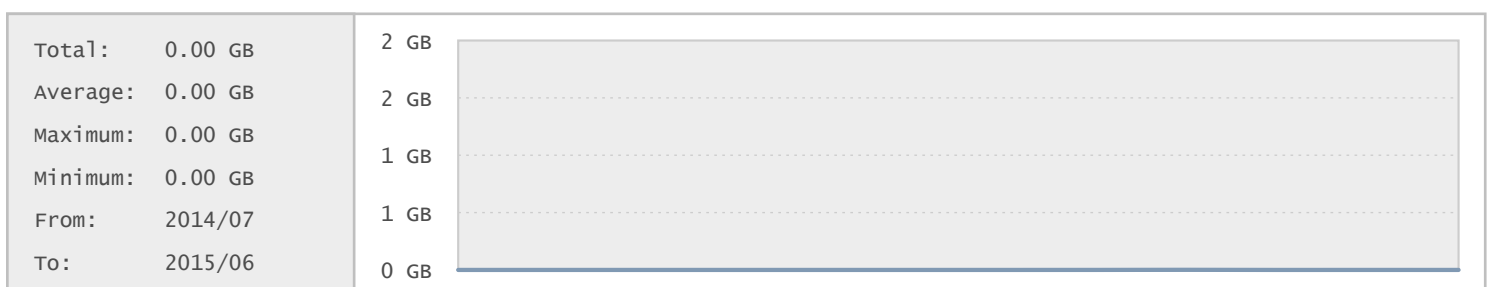 Total: 0.00 GB
Average: 0.00 GB
Maximum: 0.00 GB
Minimum: 0.00 GB
From: 2014/07
To: 2015/06
2 GB
2 GB
1 GB
1 GB
0 GB